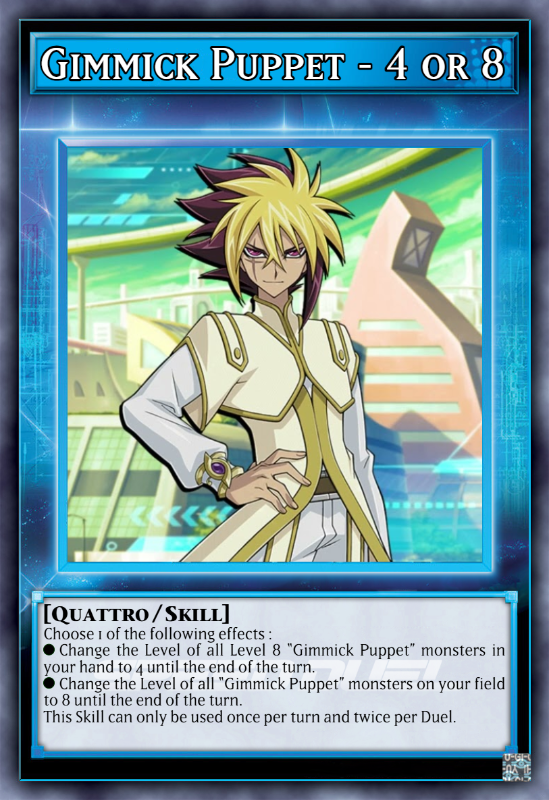 Gimmick Puppet - 4 or 8
[Quattro/Skill]
Choose 1 of the following effects :
● Change the Level of all Level 8 "Gimmick Puppet" monsters in
your hand to 4 until the end of the turn.
● Change the Level of all "Gimmick Puppet" monsters on your field
to 8 until the end of the turn.
This Skill can only be used once per turn and twice per Duel.